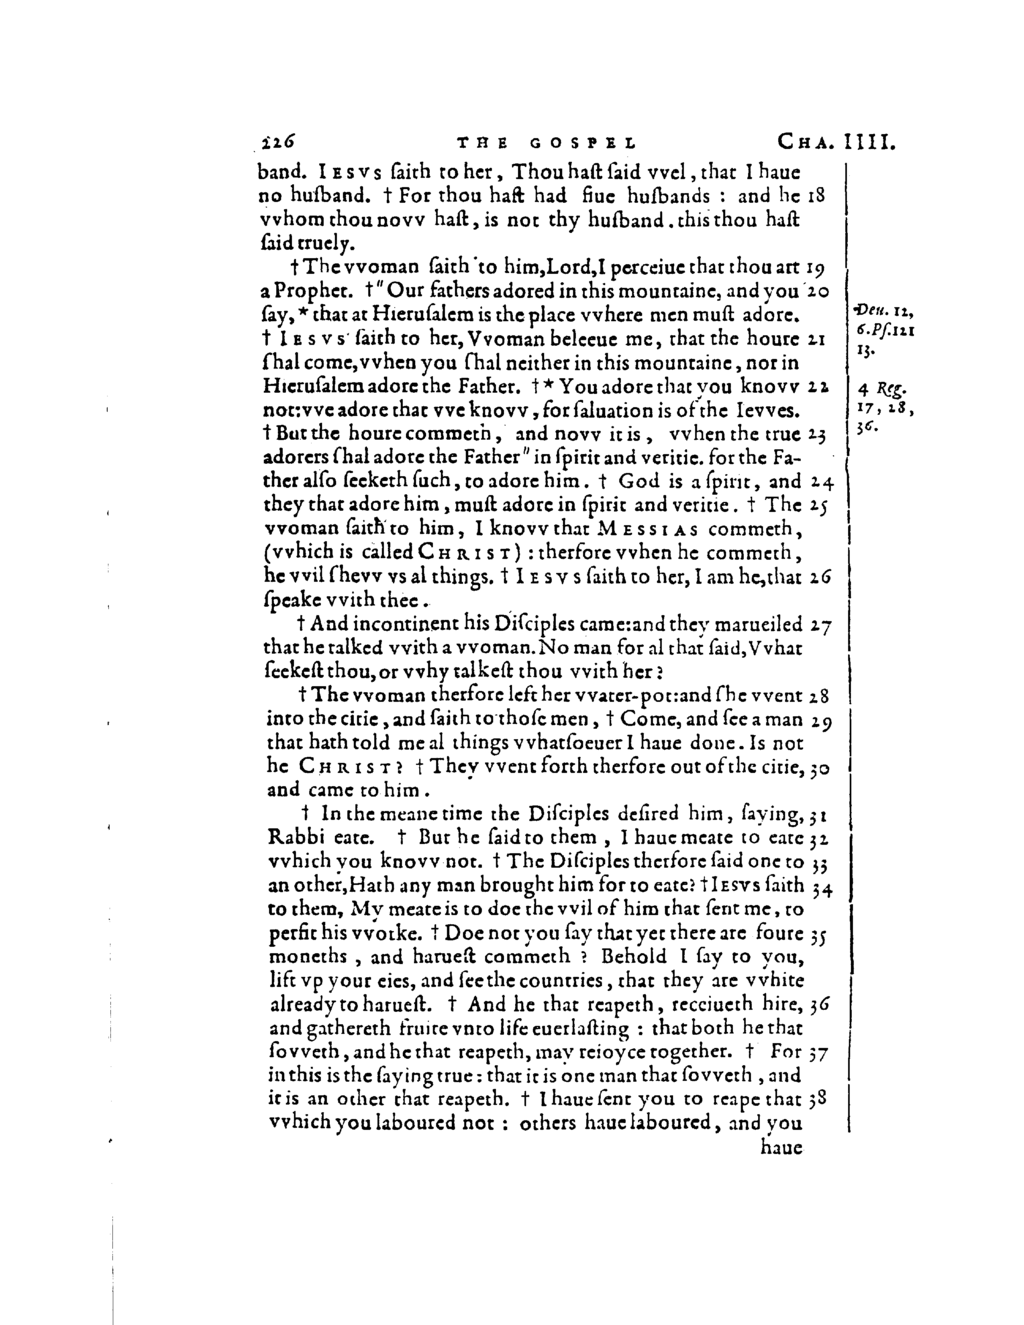 226 THE GOSPEL CHA. IIII.
band. IESVS ſaith to her, Thou haſt ſaid vvel, that I haue
no huſband. † For thou haſt had fiue huſbands : and he 18
vvhom thou novv haſt, is not thy huſband. this thou haſt
ſaid truely.
† The vvoman ſaith to him, Lord, I perceiue that thou art 19
a Prophet. †" Our fathers adored in this mountaine, and you 20
ſay, * that at Hieruſalem is the place vvhere men muſt adore.
† IESVS ſaith to her, Vvoman beleeue me, that the houre 21
ſhal come, vvhen you ſhal neither in this mountaine, nor in
Hieruſalem adore the Father. † * You adore that you knovv 22
not: vve adore that vve knovv, for ſaluation is of the Ievves.
† But the houre commeth, and novv it is, vvhen the true 23
adorers ſhal adore the Father " in ſpirit and veritie. for the Fa-
ther alſo ſeeketh ſuch, to adore him. † God is a ſpirit, and 24
they that adore him, muſt adore in ſpirit and veritie. † The 25
vvoman ſaith to him, I knovv that MESSIAS commeth,
(vvhich is called CHRIST) : therfore vvhen he commeth,
he vvil ſhevv vs al things. † IESVS ſaith to her, I am he, that 26
ſpeake vvith thee.
† And incontinent his Diſciples came: and they marueiled 27
that he talked vvith a vvoman. No man for al that ſaid, Vvhat
ſeekeſt thou, or vvhy talkeſt thou vvith her?
† The vvoman therfore left her vvater-pot: and ſhe vvent 28
into the citie, and ſaith to thoſe men, † Come, and ſee a man 29
that hath told me al things vvhatſoeuer I haue done. Is not
he CHRIST? † They vvent forth therfore out of the citie, 30
and came to him.
† In the meane time the Diſciples deſired him, ſaying, 31
Rabbi eate. † But he ſaid to them, I haue meate to eate 32
vvhich you knovv not. † The Diſciples therfore ſaid one to 33
an other, Hath any man brought him for to eate? † IESVS ſaith 34
to them, My meate is to doe the vvil of him that ſent me, to
perfit his vvorke. † Doe not you ſay that yet there are foure 35
moneths, and harueſt commeth? Behold I ſay to you,
lift vp your eies, and ſee the countries, that they are vvhite
already to harueſt. † And he that reapeth, receiueth hire, 36
and gathereth fruite vnto life euerlaſting : that both he that
ſovveth, and he that reapeth, may reioyce together. † For 37
in this is the ſaying true: that it is one man that ſovveth, and
it is an other that reapeth. † I haue ſent you to reape that 38
vvhich you laboured not : others haue laboured, and you
haue
Deu. 12,
6. Pſ. 121
13.
4 Reg.
17, 28,
36.